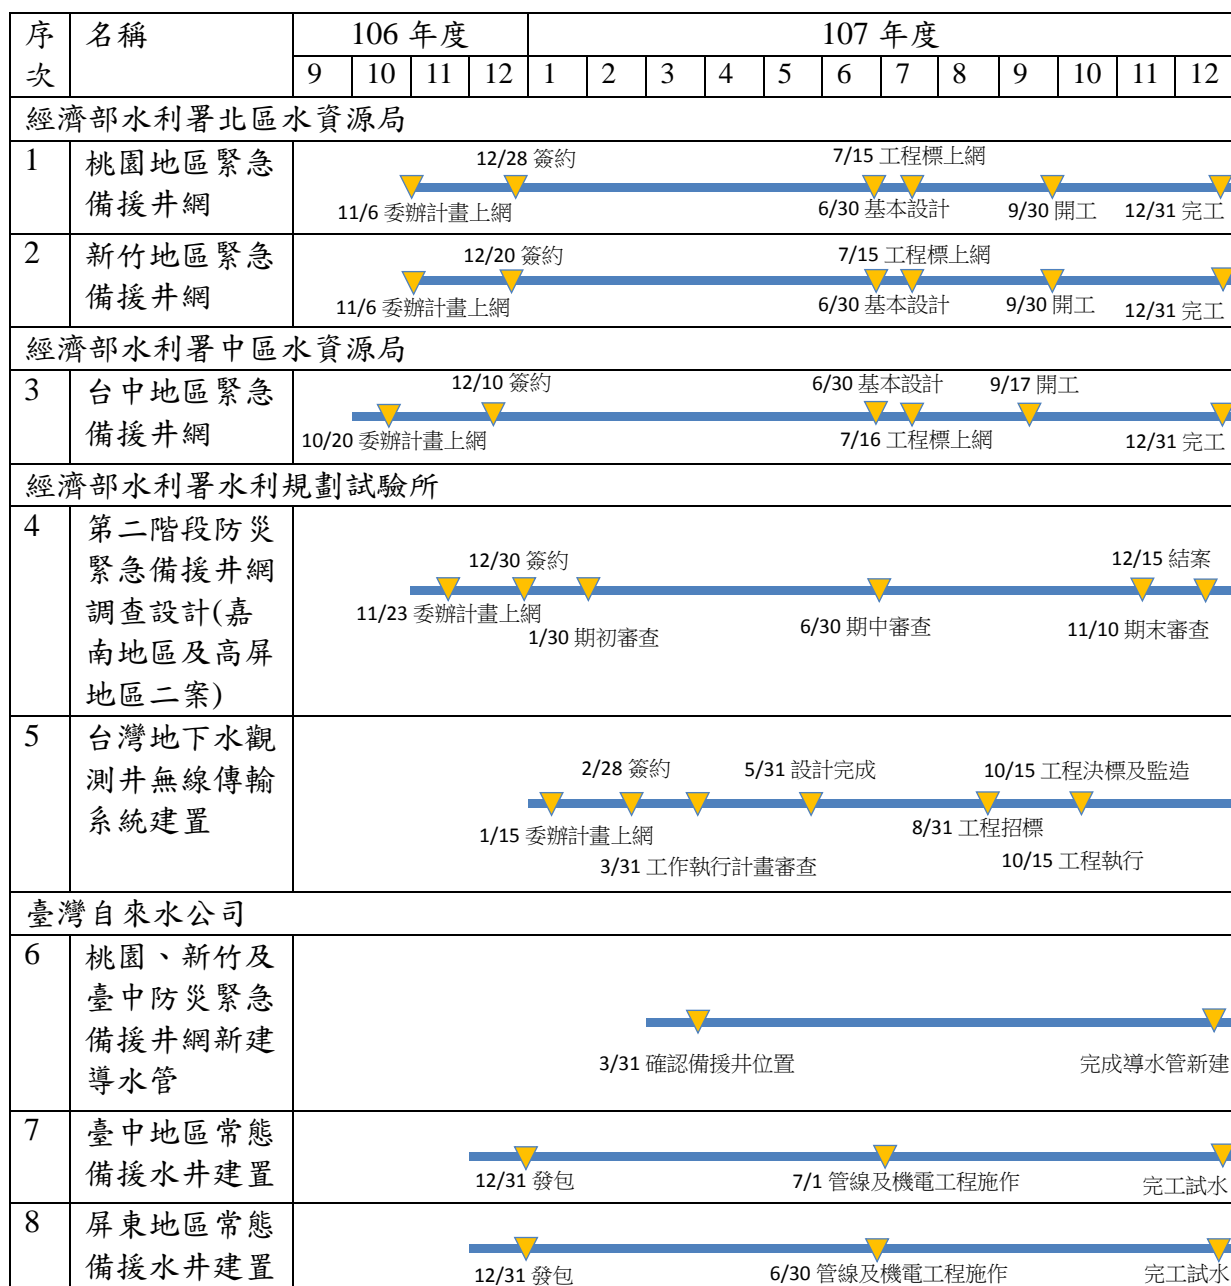 序次 名稱 106 年度 107 年度
9 10 11 12 1 2 3 4 5 6 7 8 9 10 11 12
經濟部水利署北區水資源局
1 桃園地區緊急
備援井網
12/28 簽約 7/15 工程標上網
11/6 委辦計畫上網 6/30 基本設計 9/30 開工 12/31 完工
2 新竹地區緊急
備援井網
12/20 簽約 7/15 工程標上網
11/6 委辦計畫上網 6/30 基本設計 9/30 開工 12/31 完工
經濟部水利署中區水資源局
3 台中地區緊急
備援井網
12/10 簽約 6/30 基本設計 9/17 開工
10/20 委辦計畫上網 7/16 工程標上網 12/31 完工
經濟部水利署水利規劃試驗所
4 第二階段防災
緊急備援井網
調查設計(嘉
南地區及高屏
地區二案)
12/30 簽約 12/15 結案
11/23 委辦計畫上網
1/30 期初審查 6/30 期中審查 11/10 期末審查
5 台灣地下水觀
測井無線傳輸
系統建置
2/28 簽約 5/31 設計完成 10/15 工程決標及監造
1/15 委辦計畫上網 8/31 工程招標
3/31 工作執行計畫審查 10/15 工程執行
臺灣自來水公司
6 桃園、新竹及
臺中防災緊急
備援井網新建
導水管
3/31 確認備援井位置 完成導水管新建
7 臺中地區常態
備援水井建置
12/31 發包 7/1 管線及機電工程施作 完工試水
8 屏東地區常態
備援水井建置
12/31 發包 6/30 管線及機電工程施作 完工試水